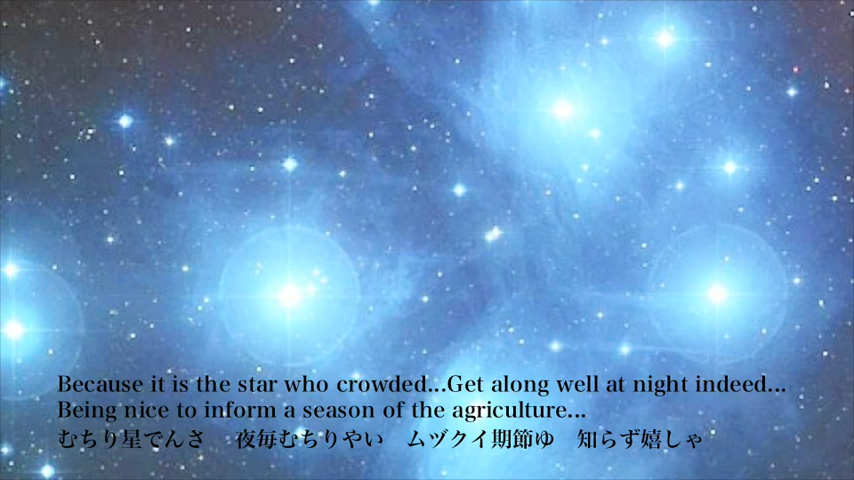 Because it is the star who crowded...Get along well at night indeed...
Being nice to inform a season of the agriculture...
むちり星でんさ　夜毎むちりやい　ムヅクイ期節ゆ　知らず嬉しゃ